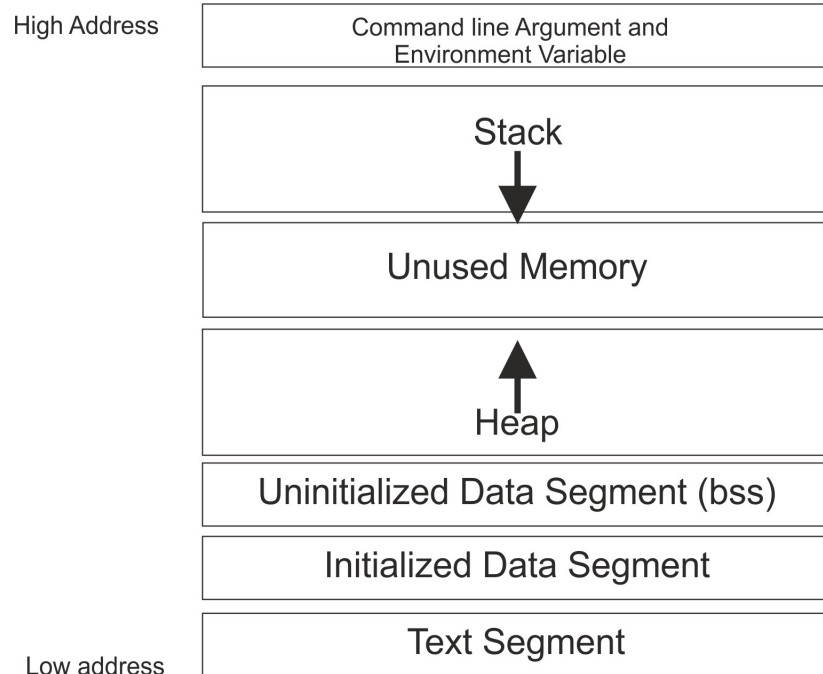 High Address
Command line Argument and
Environment Variable
Stack
Unused Memory
Heap
Uninitialized Data Segment (bss)
Initialized Data Segment
Text Segment
Low address